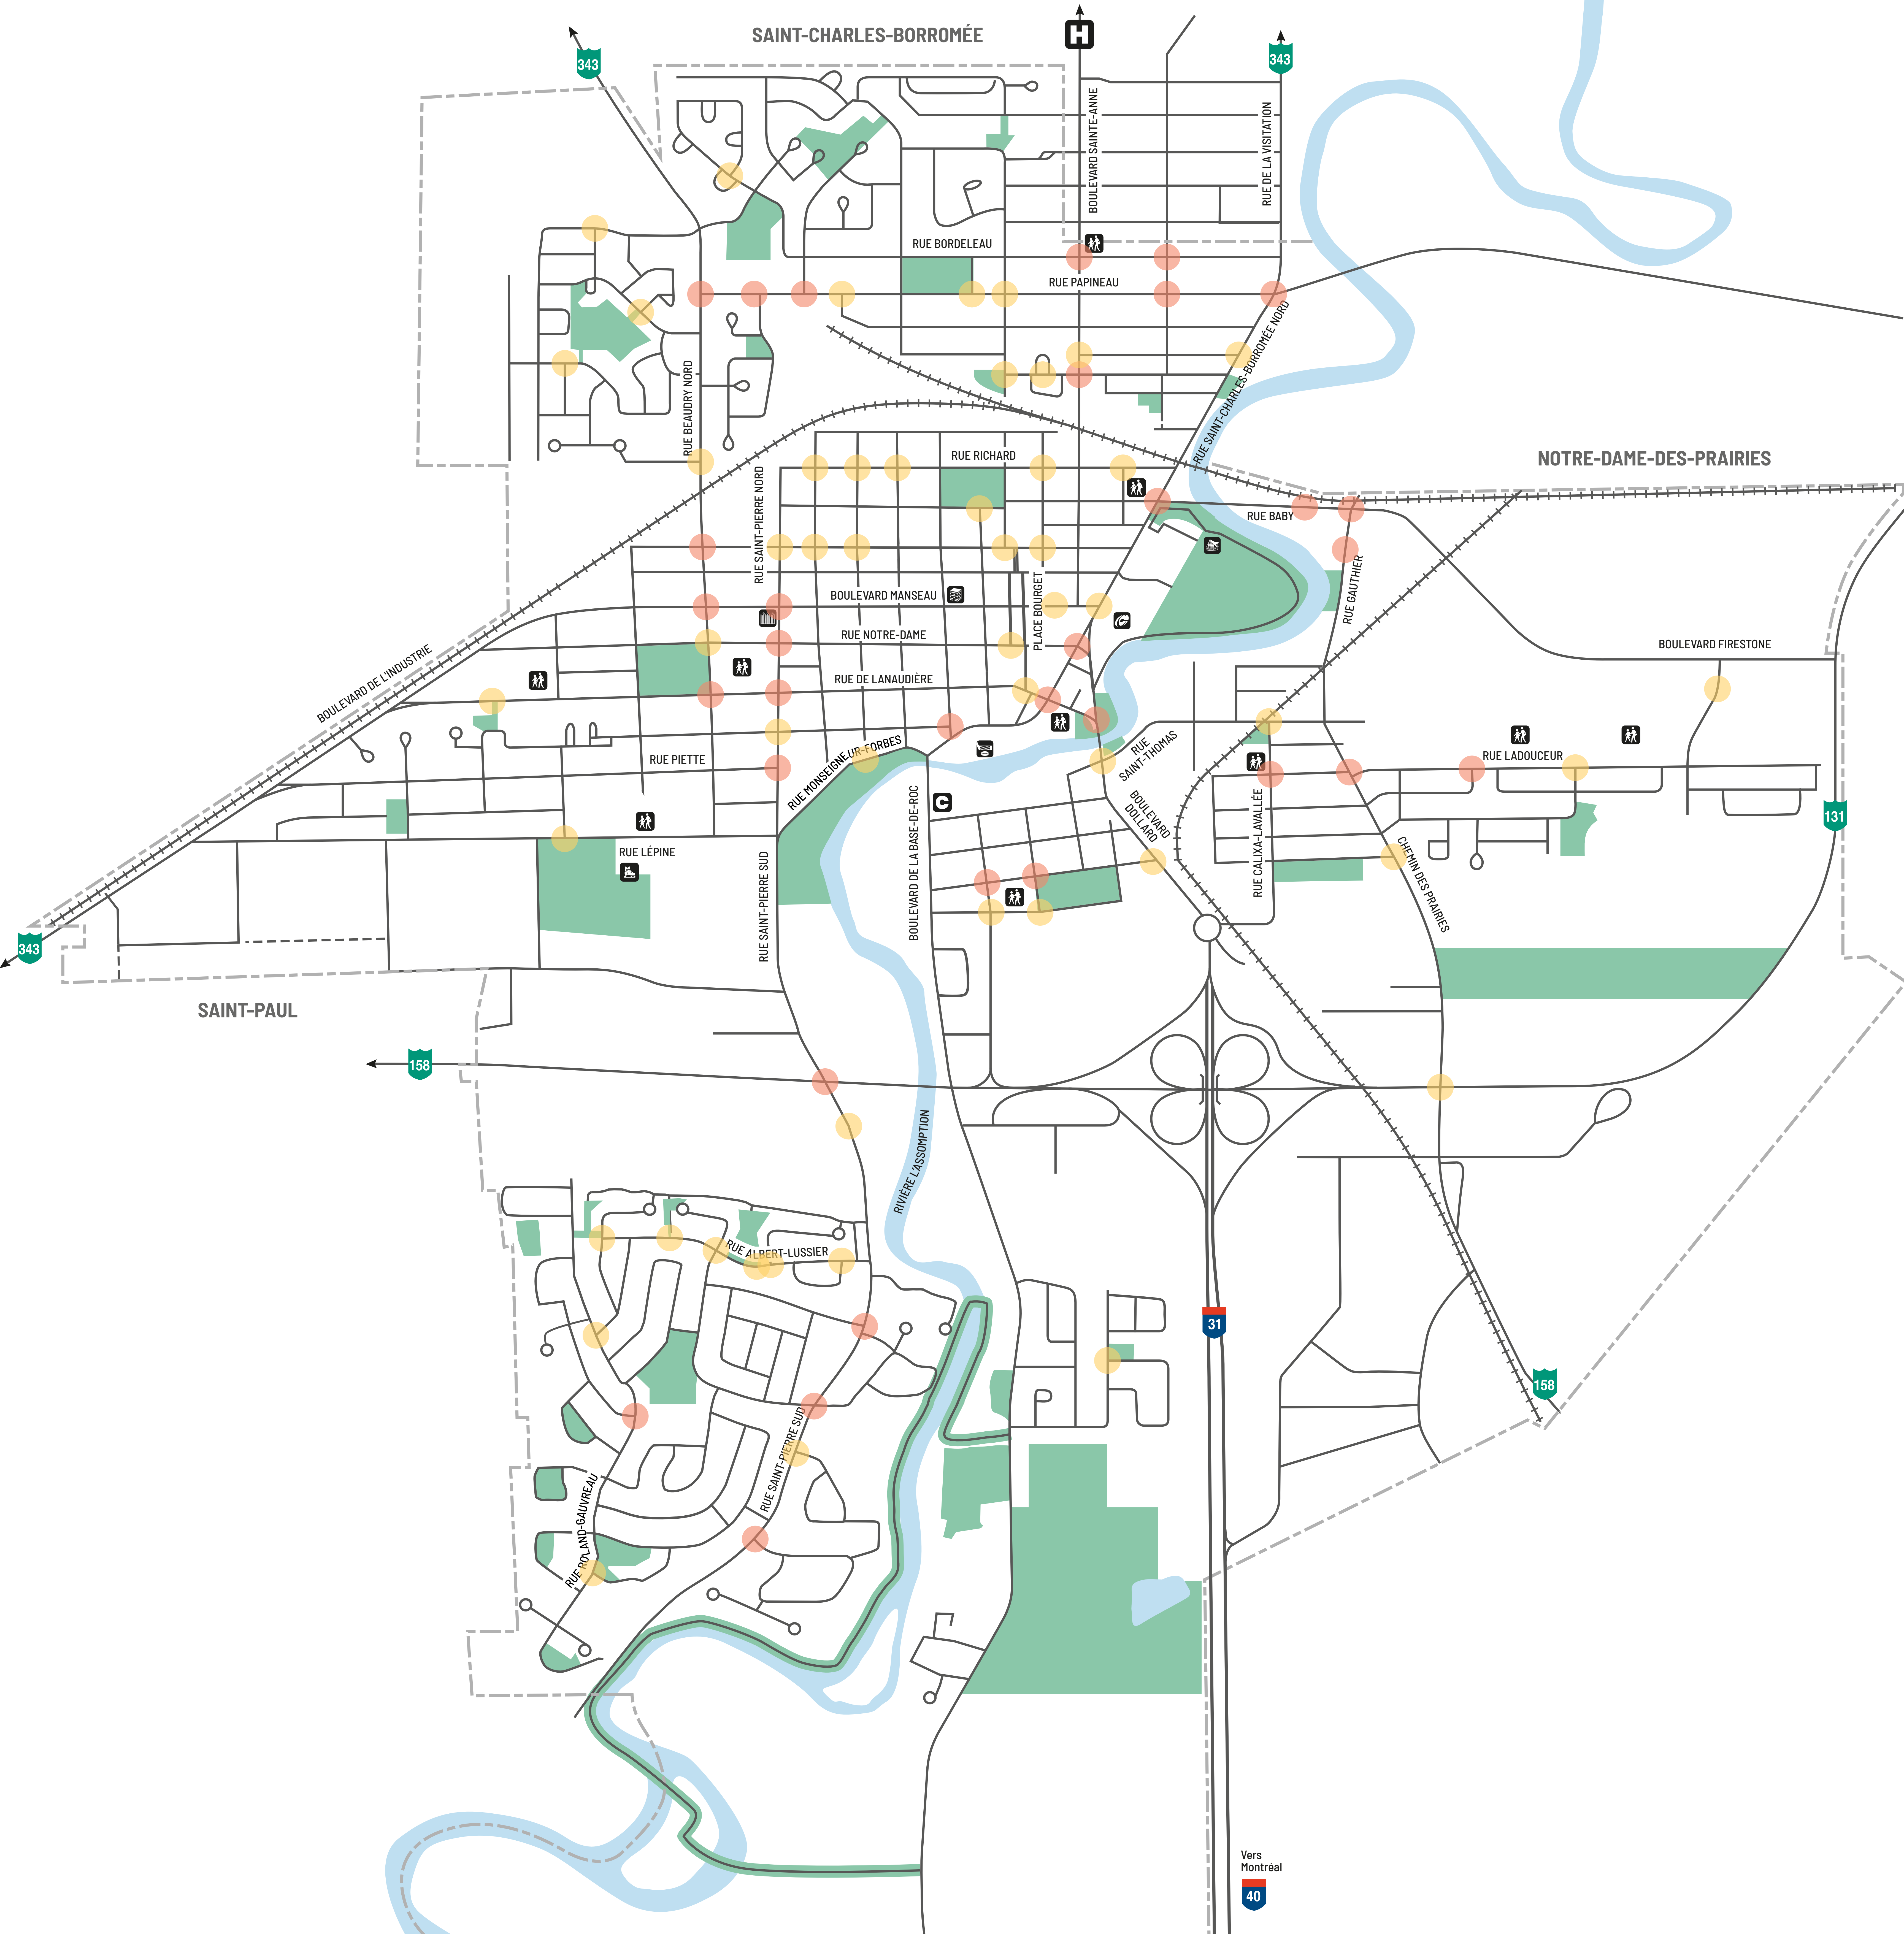 SAINT-CHARLES-BORROMÉE
H
343
343
BOULEVARD SAINTE-ANNE
RUE DE LA VISITATION
RUE BORDELEAU
RUE PAPINEAU
RUE SAINT-CHARLES-BORROMÉE NORD
RUE BEAUDRY NORD
RUE RICHARD
NOTRE-DAME-DES-PRAIRIES
RUE SAINT-PIERRE NORD
RUE BABY
RUE GAUTHIER
PLACE BOURGET
BOULEVARD MANSEAU
RUE NOTRE-DAME
BOULEVARD FIRESTONE
BOULEVARD DE L'INDUSTRIE
RUE DE LANAUDIÈRE
RUE
SAINT-THOMAS
RUE PIETTE
RUE MONSEIGNEUR-FORBES
RUE LADOUCEUR
C
BOULEVARD
DOLLARD
RUE CALIXA-LAVALLÉE
131
BOULEVARD DE LA BASE-DE-ROC
RUE LÉPINE
RUE SAINT-PIERRE SUD
CHEMIN DES PRAIRIES
343
SAINT-PAUL
158
RIVIÈRE L'ASSOMPTION
RUE ALBERT-LUSSIER
31
158
RUE SAINT-PIERRE SUD
RUE ROLAND-GAUVREAU
Vers
Montréal
40